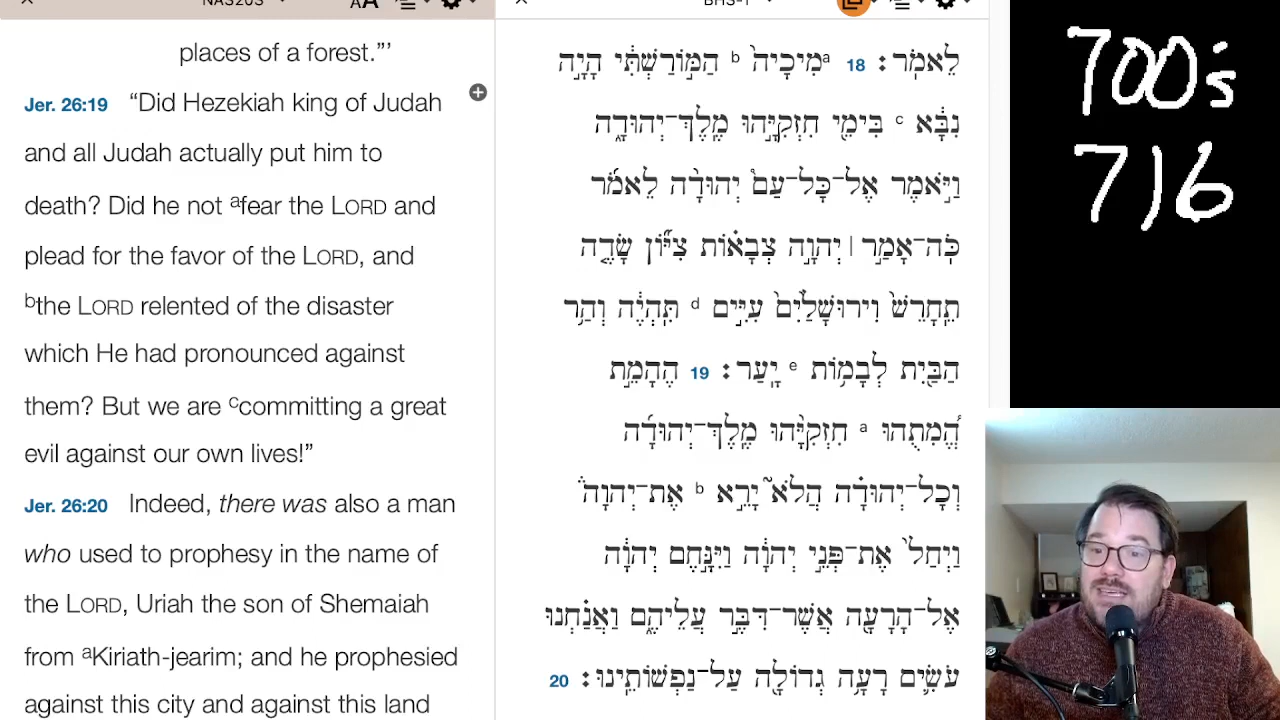 NAS20S
AA
places of a forest.”’
Jer. 26:19 “Did Hezekiah king of Judah
and all Judah actually put him to
death? Did he not ᵃfear the LORD and
plead for the favor of the LORD, and
ᵇthe LORD relented of the disaster
which He had pronounced against
them? But we are ᶜcommitting a great
evil against our own lives!”
Jer. 26:20 Indeed, there was also a man
who used to prophesy in the name of
the LORD, Uriah the son of Shemaiah
from ᵃKiriath-jearim; and he prophesied
against this city and against this land
BHS-T
לֵאמֹֽר׃ 18 ᵃמִיכָיה֙ ᵇ הַמּ֣וֹרַשְׁתִּ֔י הָיָ֣ה
נִבָּ֔א ᶜ בִּימֵ֖י חִזְקִיָּ֣הוּ מֶֽלֶךְ־יְהוּדָ֑ה
וַיֹּ֣אמֶר אֶל־כׇּל־עַם֩ יְהוּדָ֨ה לֵאמֹ֜ר
כֹּֽה־אָמַ֣ר ׀ יְהוָ֣ה צְבָא֗וֹת צִיּ֞וֹן שָׂדֶ֤ה
תֵֽחָרֵשׁ֙ וִירוּשָׁלַ֙יִם֙ עִיִּ֣ים ᵈ תִּֽהְיֶ֔ה וְהַ֥ר
הַבַּ֖יִת לְבָמ֥וֹת ᵉ יָֽעַר׃ 19 הֶהָמֵ֣ת
הֱ֠מִתֻהוּ ᵃ חִזְקִיָּ֨הוּ מֶֽלֶךְ־יְהוּדָ֜ה
וְכׇל־יְהוּדָ֗ה הֲלֹא֮ יָרֵ֣א ᵇ אֶת־יְהוָה֒
וַיְחַל֙ אֶת־פְּנֵ֣י יְהוָ֔ה וַיִּנָּ֣חֶם יְהוָ֔ה
אֶל־הָרָעָ֖ה אֲשֶׁר־דִּבֶּ֣ר עֲלֵיהֶ֑ם וַאֲנַ֗חְנוּ
עֹשִׂ֛ים רָעָ֥ה גְדוֹלָ֖ה עַל־נַפְשׁוֹתֵֽינוּ׃ 20
700's
716